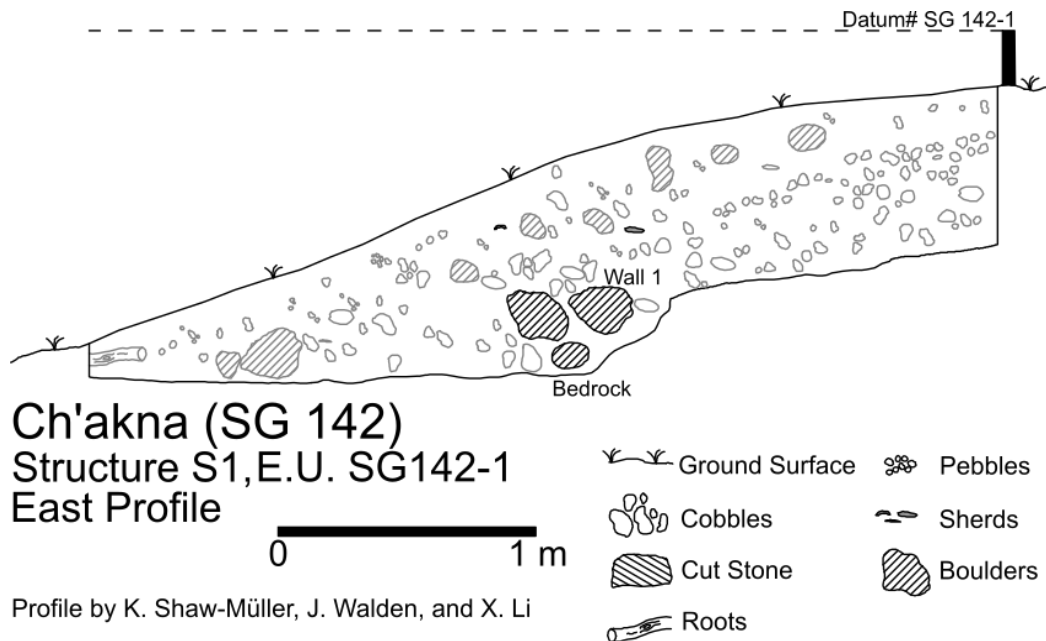 Datum# SG 142-1
Wall 1
Bedrock
Ch'akna (SG 142)
Structure S1,E.U. SG142-1
East Profile
0 1 m
Profile by K. Shaw-Müller, J. Walden, and X. Li
Ground Surface
Pebbles
Cobbles
Sherds
Cut Stone
Boulders
Roots